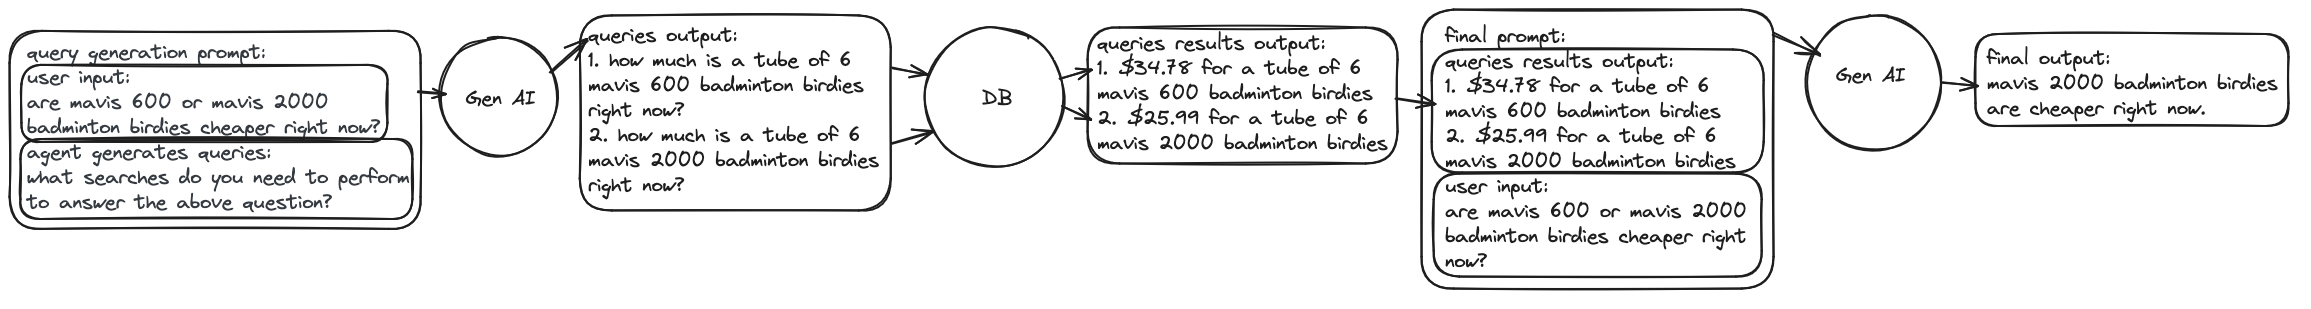 query generation prompt:
user input:
are mavis 600 or mavis 2000
badminton birdies cheaper right now?
agent generates queries:
what searches do you need to perform
to answer the above question?
Gen AI
queries output:
1. how much is a tube of 6
mavis 600 badminton birdies
right now?
2. how much is a tube of 6
mavis 2000 badminton birdies
right now?
DB
queries results output:
1. $34.78 for a tube of 6
mavis 600 badminton birdies
2. $25.99 for a tube of 6
mavis 2000 badminton birdies
final prompt:
queries results output:
1. $34.78 for a tube of 6
mavis 600 badminton birdies
2. $25.99 for a tube of 6
mavis 2000 badminton birdies
user input:
are mavis 600 or mavis 2000
badminton birdies cheaper right
now?
Gen AI
final output:
mavis 2000 badminton birdies
are cheaper right now.